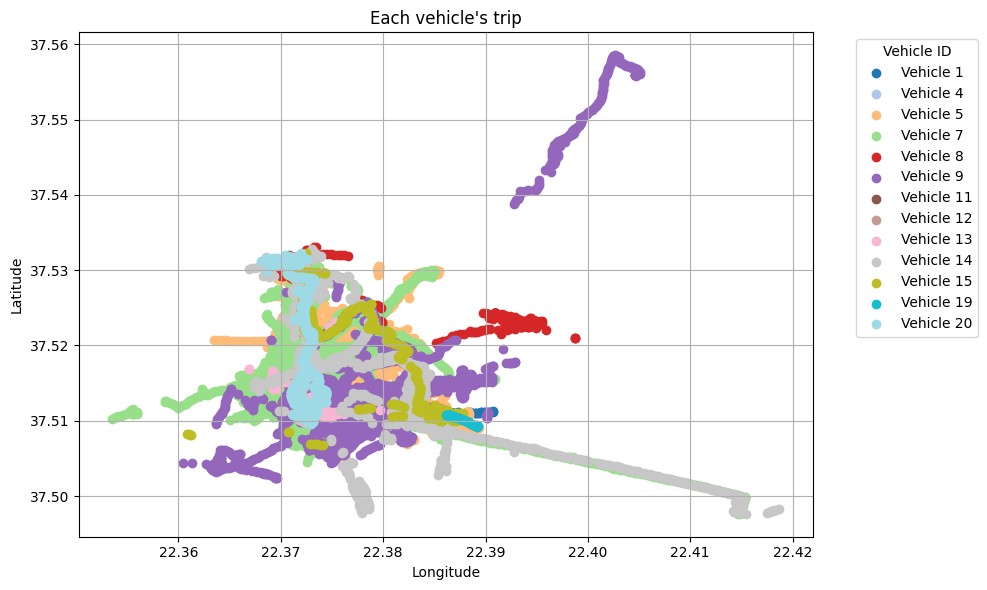 Each vehicle's trip
Latitude
37.56
37.55
37.54
37.53
37.52
37.51
37.50
22.36 22.37 22.38 22.39 22.40 22.41 22.42
Longitude
Vehicle ID
Vehicle 1
Vehicle 4
Vehicle 5
Vehicle 7
Vehicle 8
Vehicle 9
Vehicle 11
Vehicle 12
Vehicle 13
Vehicle 14
Vehicle 15
Vehicle 19
Vehicle 20